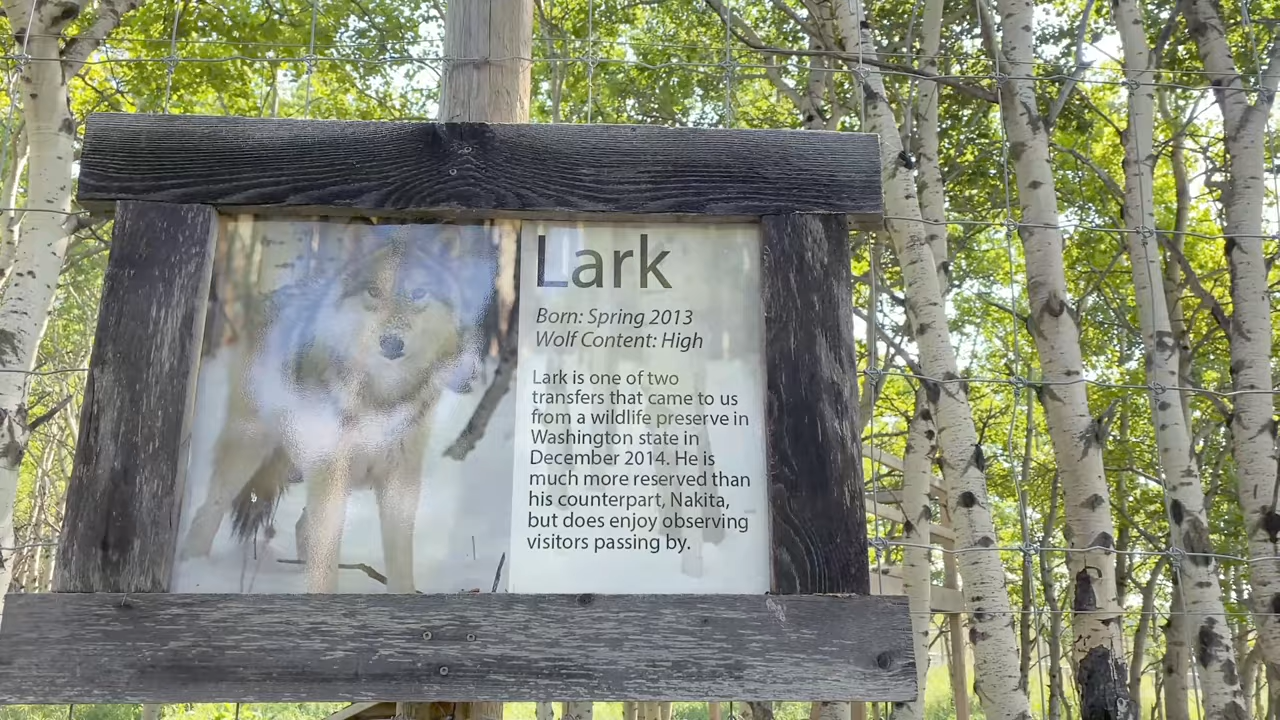 Lark
Born: Spring 2013
Wolf Content: High
Lark is one of two
transfers that came to us
from a wildlife preserve in
Washington state in
December 2014. He is
much more reserved than
his counterpart, Nakita,
but does enjoy observing
visitors passing by.